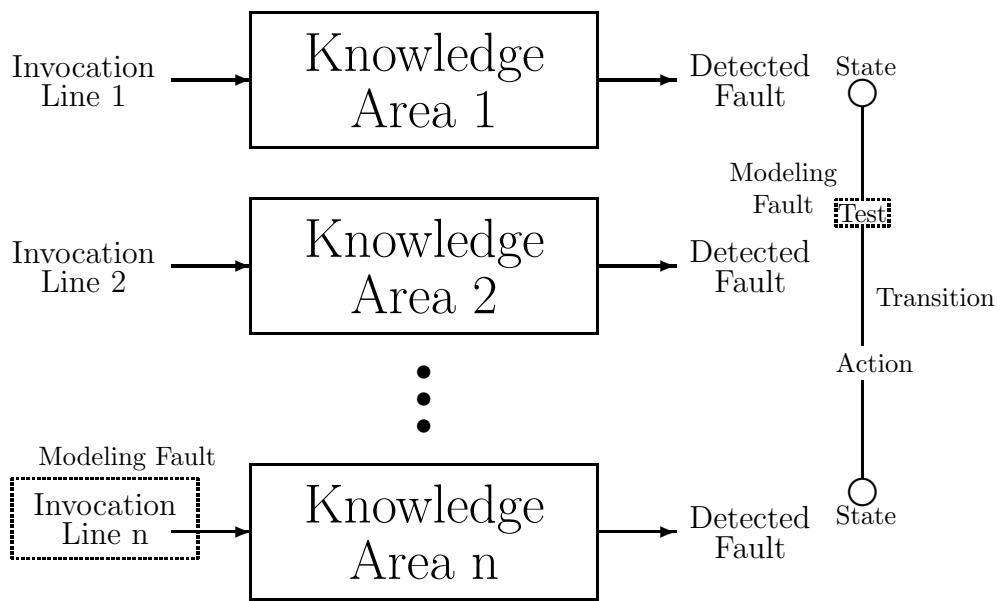 Invocation
Line 1
Knowledge
Area 1
Detected
Fault
Invocation
Line 2
Knowledge
Area 2
Detected
Fault
Modeling Fault
Invocation
Line n
Knowledge
Area n
Detected
Fault
State
Modeling
Fault
Test
Transition
Action
State